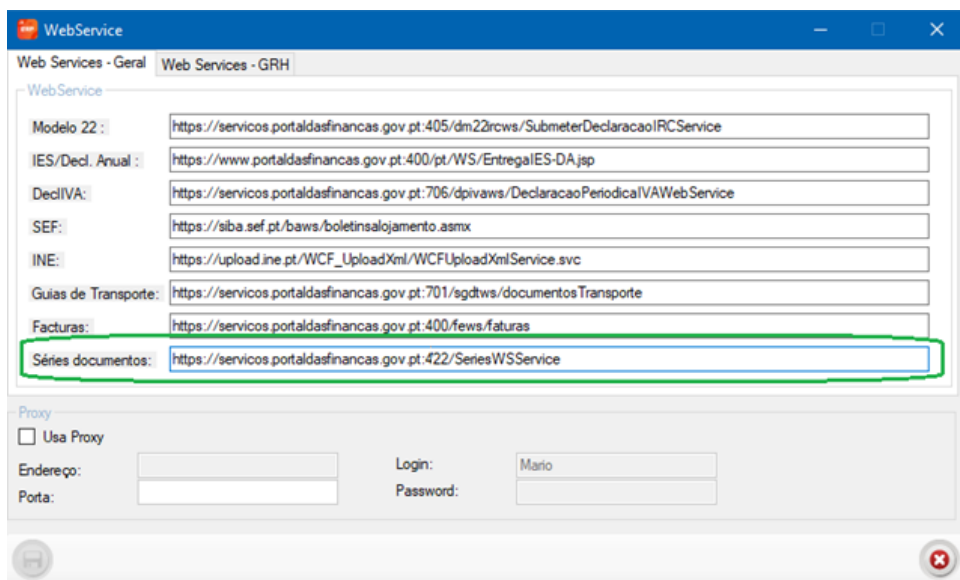 WebService
Web Services - Geral Web Services - GRH
WebService
Modelo 22 : https://servicos.portaldasfinancas.gov.pt:405/dm22ircws/SubmeterDeclaracaoIRCService
IES/Decl. Anual : https://www.portaldasfinancas.gov.pt:400/pt/WS/EntregaIES-DA.jsp
DeclIVA: https://servicos.portaldasfinancas.gov.pt:706/dpivaws/DeclaracaoPeriodicaIVAWebService
SEF: https://siba.sef.pt/baws/boletinsalojamento.asmx
INE: https://upload.ine.pt/WCF_UploadXml/WCFUploadXmlService.svc
Guias de Transporte: https://servicos.portaldasfinancas.gov.pt:701/sgdtws/documentosTransporte
Facturas: https://servicos.portaldasfinancas.gov.pt:400/fews/faturas
Séries documentos: https://servicos.portaldasfinancas.gov.pt:422/SeriesWSService
Proxy
Usa Proxy
Endereço: Login: Mario
Porta: Password: